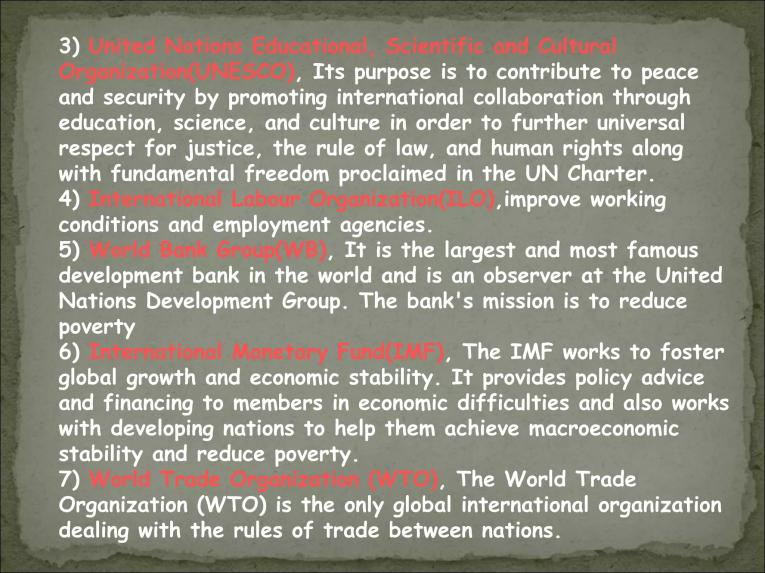 3) United Nations Educational, Scientific and Cultural
Organization(UNESCO), Its purpose is to contribute to peace
and security by promoting international collaboration through
education, science, and culture in order to further universal
respect for justice, the rule of law, and human rights along
with fundamental freedom proclaimed in the UN Charter.
4) International Labour Organization(ILO),improve working
conditions and employment agencies.
5) World Bank Group(WB), It is the largest and most famous
development bank in the world and is an observer at the United
Nations Development Group. The bank's mission is to reduce
poverty
6) International Monetary Fund(IMF), The IMF works to foster
global growth and economic stability. It provides policy advice
and financing to members in economic difficulties and also works
with developing nations to help them achieve macroeconomic
stability and reduce poverty.
7) World Trade Organization (WTO), The World Trade
Organization (WTO) is the only global international organization
dealing with the rules of trade between nations.